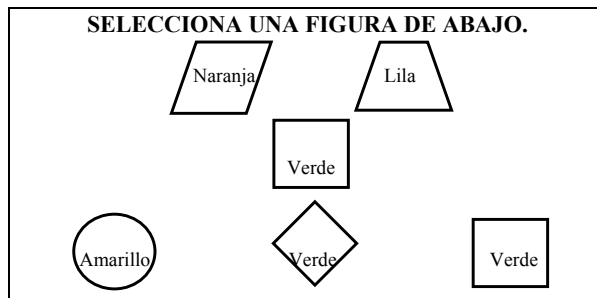 SELECCIONA UNA FIGURA DE ABAJO.
Naranja Lila
Verde
Amarillo Verde Verde